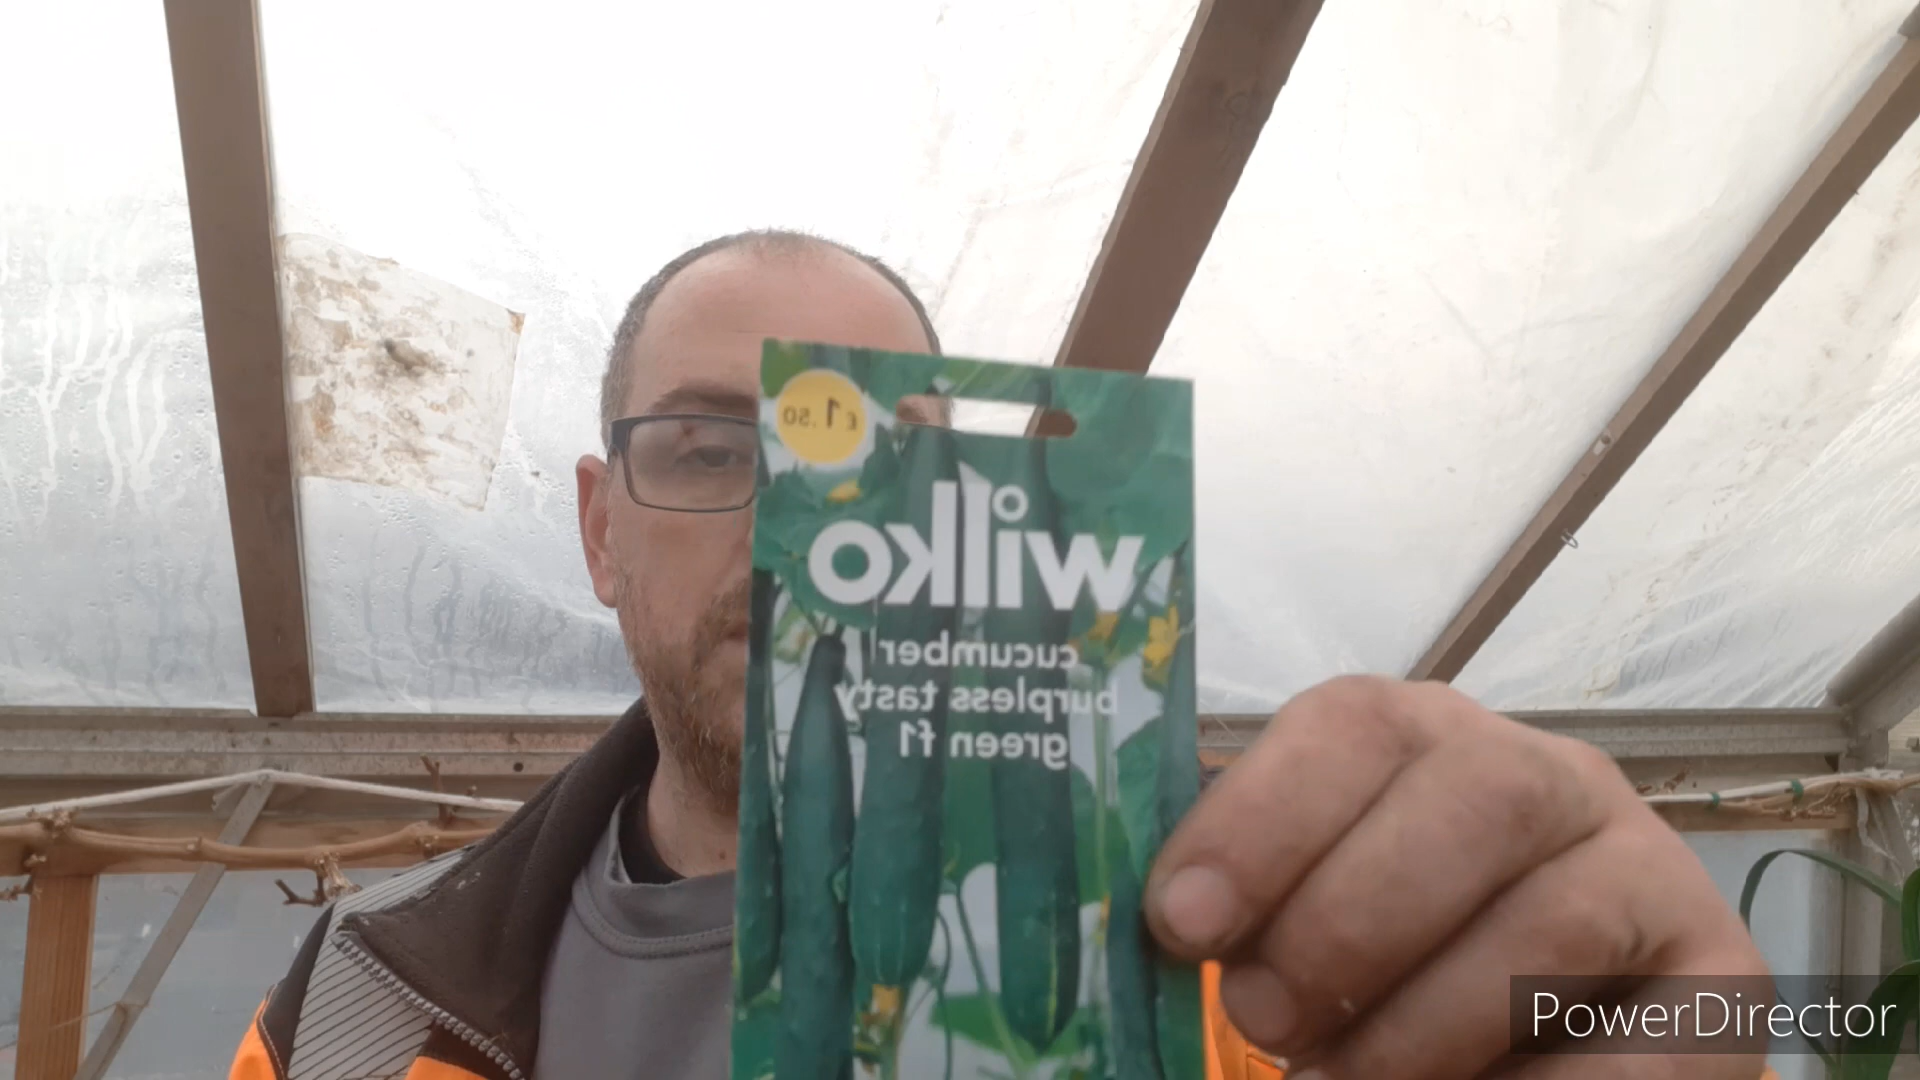 £1.50
wilko
cucumber
burpless tasty
green f1
PowerDirector